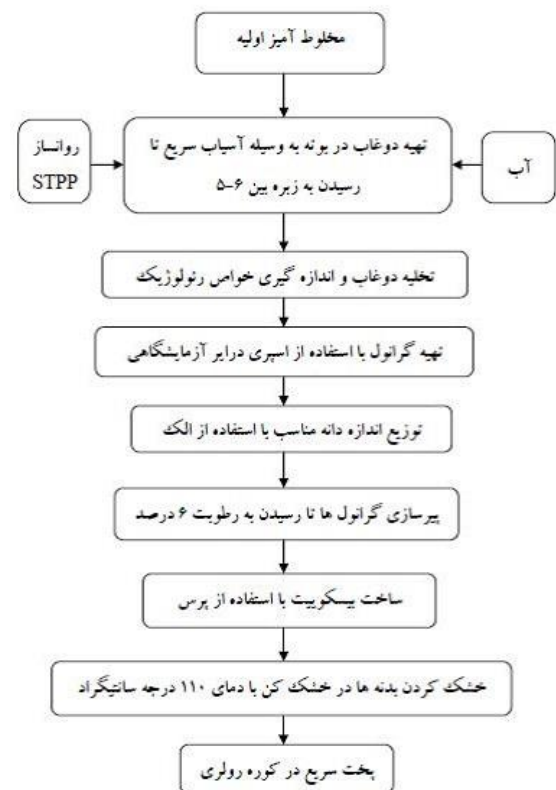 مخلوط آمیز اولیه
تهیه دوغاب در بوته به وسیله آسیاب سریع تا
رسیدن به زبره بین ۶-۵
آب
روانساز
STPP
تخلیه دوغاب و اندازه گیری خواص رئولوژیک
تهیه گرانول با استفاده از اسپری درایر آزمایشگاهی
توزیع اندازه دانه مناسب با استفاده از الک
پیرسازی گرانول ها تا رسیدن به رطوبت ۶ درصد
ساخت بیسکوییت با استفاده از پرس
خشک کردن بدنه ها در خشک کن با دمای ۱۱۰ درجه سانتیگراد
پخت سریع در کوره رولری